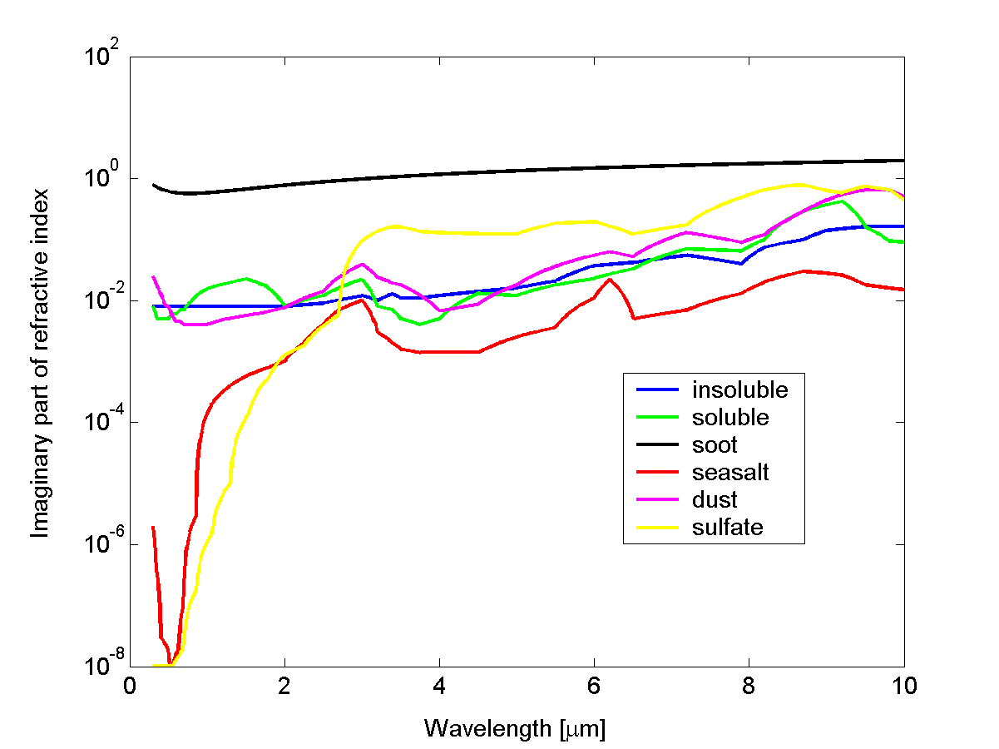 10^2
10^0
10^-2
10^-4
10^-6
10^-8
Imaginary part of refractive index
insoluble
soluble
soot
seasalt
dust
sulfate
0 2 4 6 8 10
Wavelength [μm]